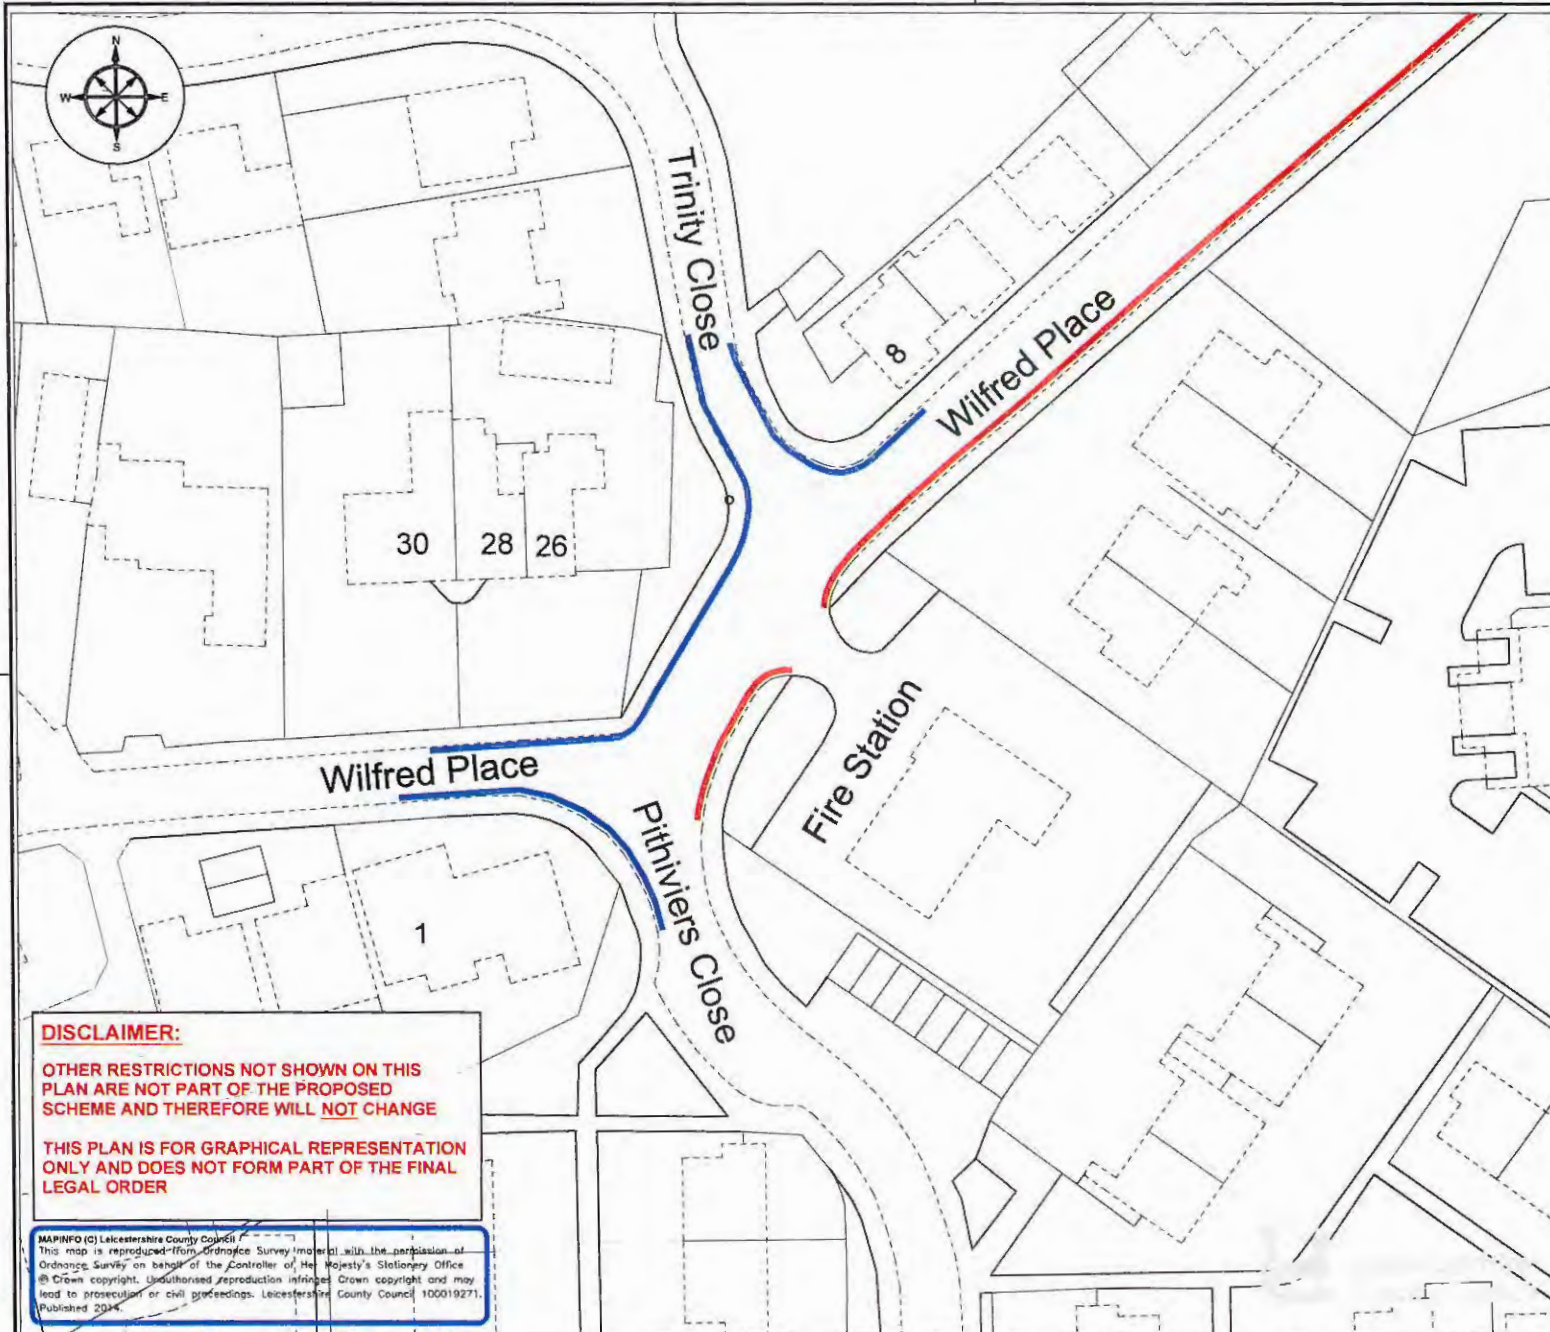 N
W E
S
Trinity Close
8
Wilfred Place
30 28 26
Wilfred Place
Fire Station
Pithiviers Close
1
DISCLAIMER:
OTHER RESTRICTIONS NOT SHOWN ON THIS
PLAN ARE NOT PART OF THE PROPOSED
SCHEME AND THEREFORE WILL NOT CHANGE
THIS PLAN IS FOR GRAPHICAL REPRESENTATION
ONLY AND DOES NOT FORM PART OF THE FINAL
LEGAL ORDER
MAPINFO (C) Leicestershire County Council
This map is reproduced from Ordnance Survey material with the permission of
Ordnance Survey on behalf of the Controller of Her Majesty's Stationery Office
© Crown copyright. Unauthorised reproduction infringes Crown copyright and may
lead to prosecution or civil proceedings. Leicestershire County Council 100019271.
Published 2014.